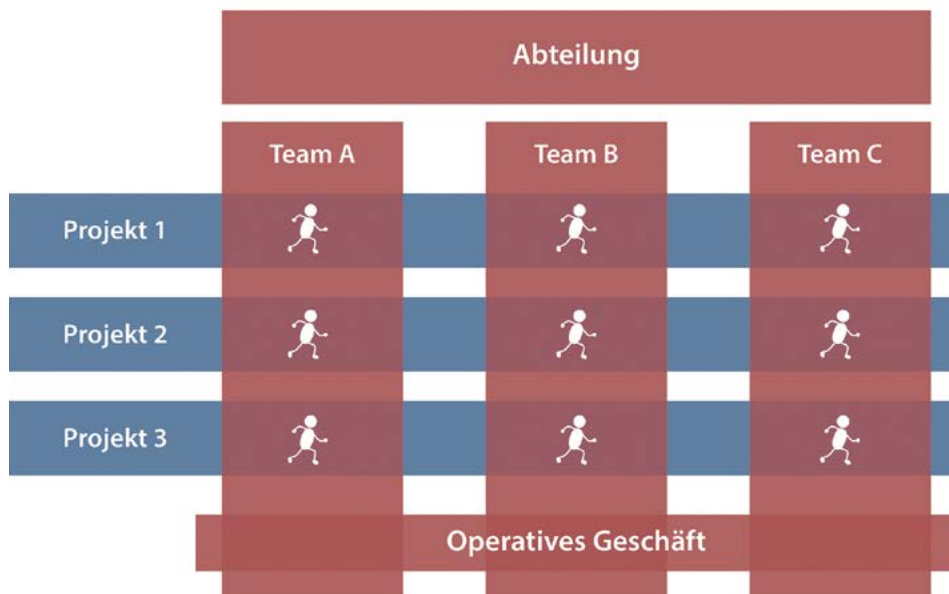 Abteilung
Team A
Team B
Team C
Projekt 1
Projekt 2
Projekt 3
Operatives Geschäft